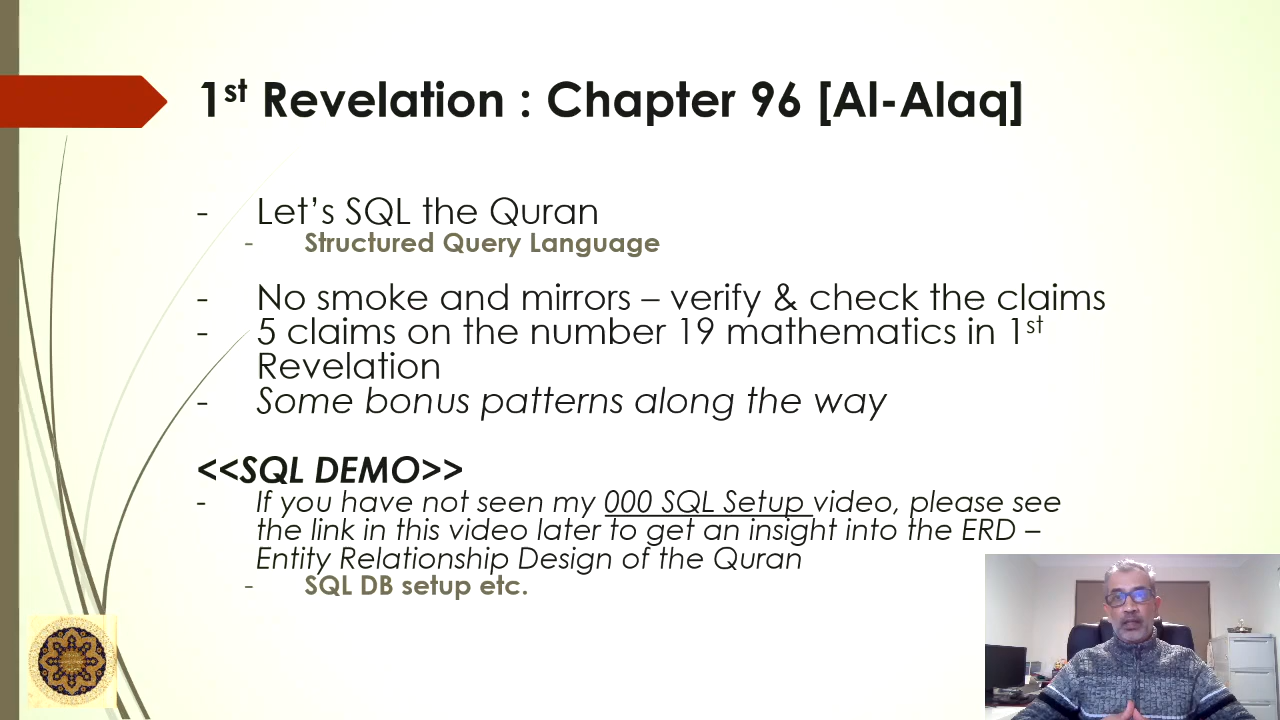 1st Revelation : Chapter 96 [Al-Alaq]
- Let's SQL the Quran
- Structured Query Language
- No smoke and mirrors – verify & check the claims
- 5 claims on the number 19 mathematics in 1st
Revelation
- Some bonus patterns along the way
<<SQL DEMO>>
- If you have not seen my 000 SQL Setup video, please see
the link in this video later to get an insight into the ERD –
Entity Relationship Design of the Quran
- SQL DB setup etc.